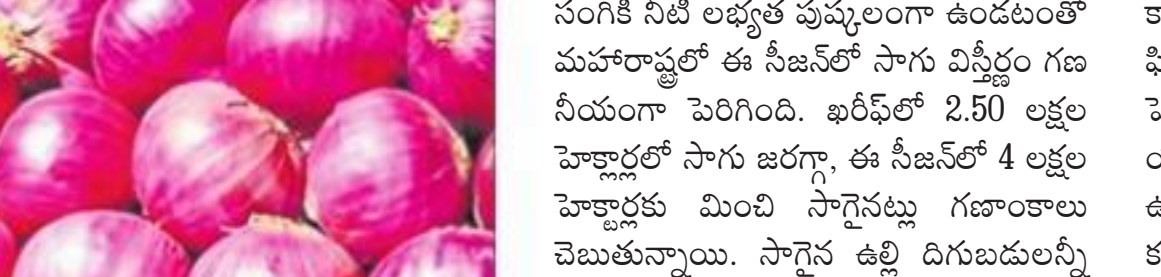 సంగికి నీటి లభ్యత పుష్కలంగా ఉండటంతో
మహారాష్ట్రలో ఈ సీజన్‌లో సాగు విస్తీర్ణం గణ
నీయంగా పెరిగింది. ఖరీఫ్‌లో 2.50 లక్షల
హెక్టార్లలో సాగు జరగ్గా, ఈ సీజన్‌లో 4 లక్షల
హెక్టార్లకు మించి సాగైనట్లు గణాంకాలు
చెబుతున్నాయి. సాగైన ఉల్లి దిగుబడులన్నీ